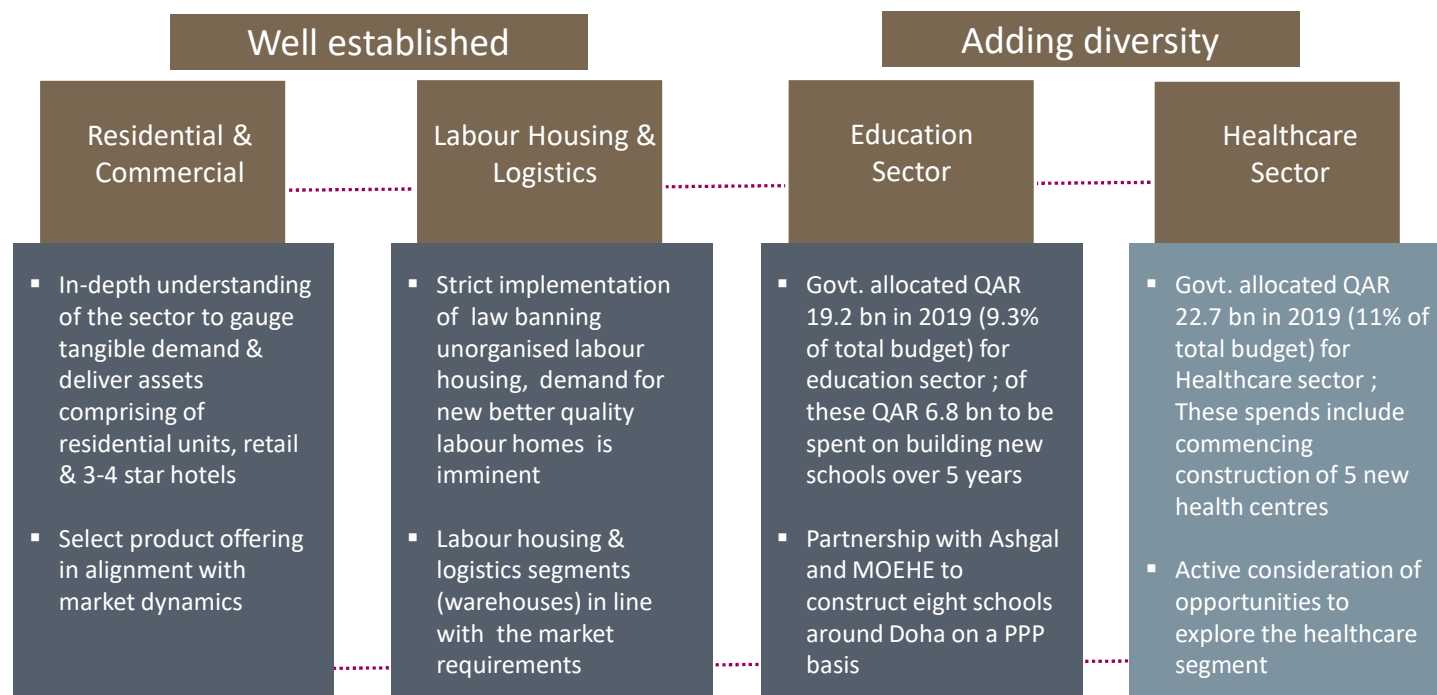 Well established
Adding diversity
Residential &
Commercial
Labour Housing &
Logistics
Education
Sector
Healthcare
Sector
▪ In-depth understanding
of the sector to gauge
tangible demand &
deliver assets
comprising of
residential units, retail
& 3-4 star hotels
▪ Select product offering
in alignment with
market dynamics
▪ Strict implementation
of law banning
unorganised labour
housing, demand for
new better quality
labour homes is
imminent
▪ Labour housing &
logistics segments
(warehouses) in line
with the market
requirements
▪ Govt. allocated QAR
19.2 bn in 2019 (9.3%
of total budget) for
education sector ; of
these QAR 6.8 bn to be
spent on building new
schools over 5 years
▪ Partnership with Ashgal
and MOEHE to
construct eight schools
around Doha on a PPP
basis
▪ Govt. allocated QAR
22.7 bn in 2019 (11% of
total budget) for
Healthcare sector ;
These spends include
commencing
construction of 5 new
health centres
▪ Active consideration of
opportunities to
explore the healthcare
segment